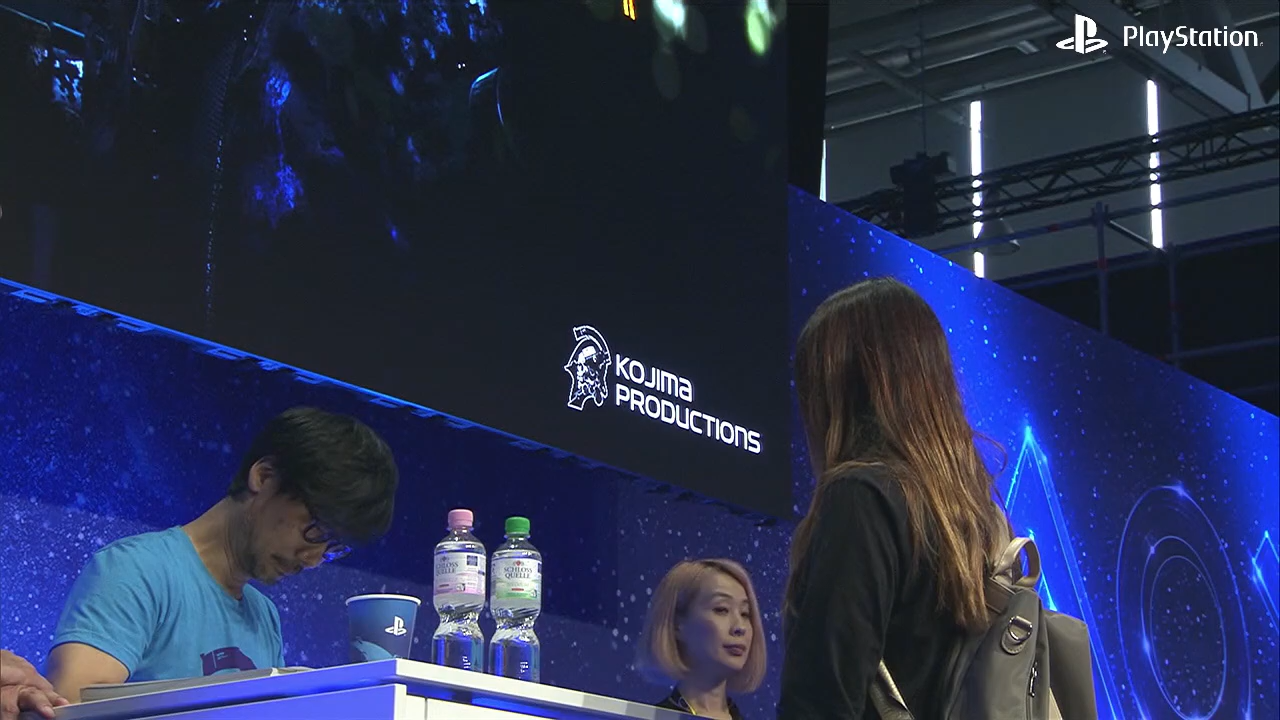 PlayStation
KOJIMA
PRODUCTIONS
SCHLOSS
QUELLE
SCHLOSS
QUELLE